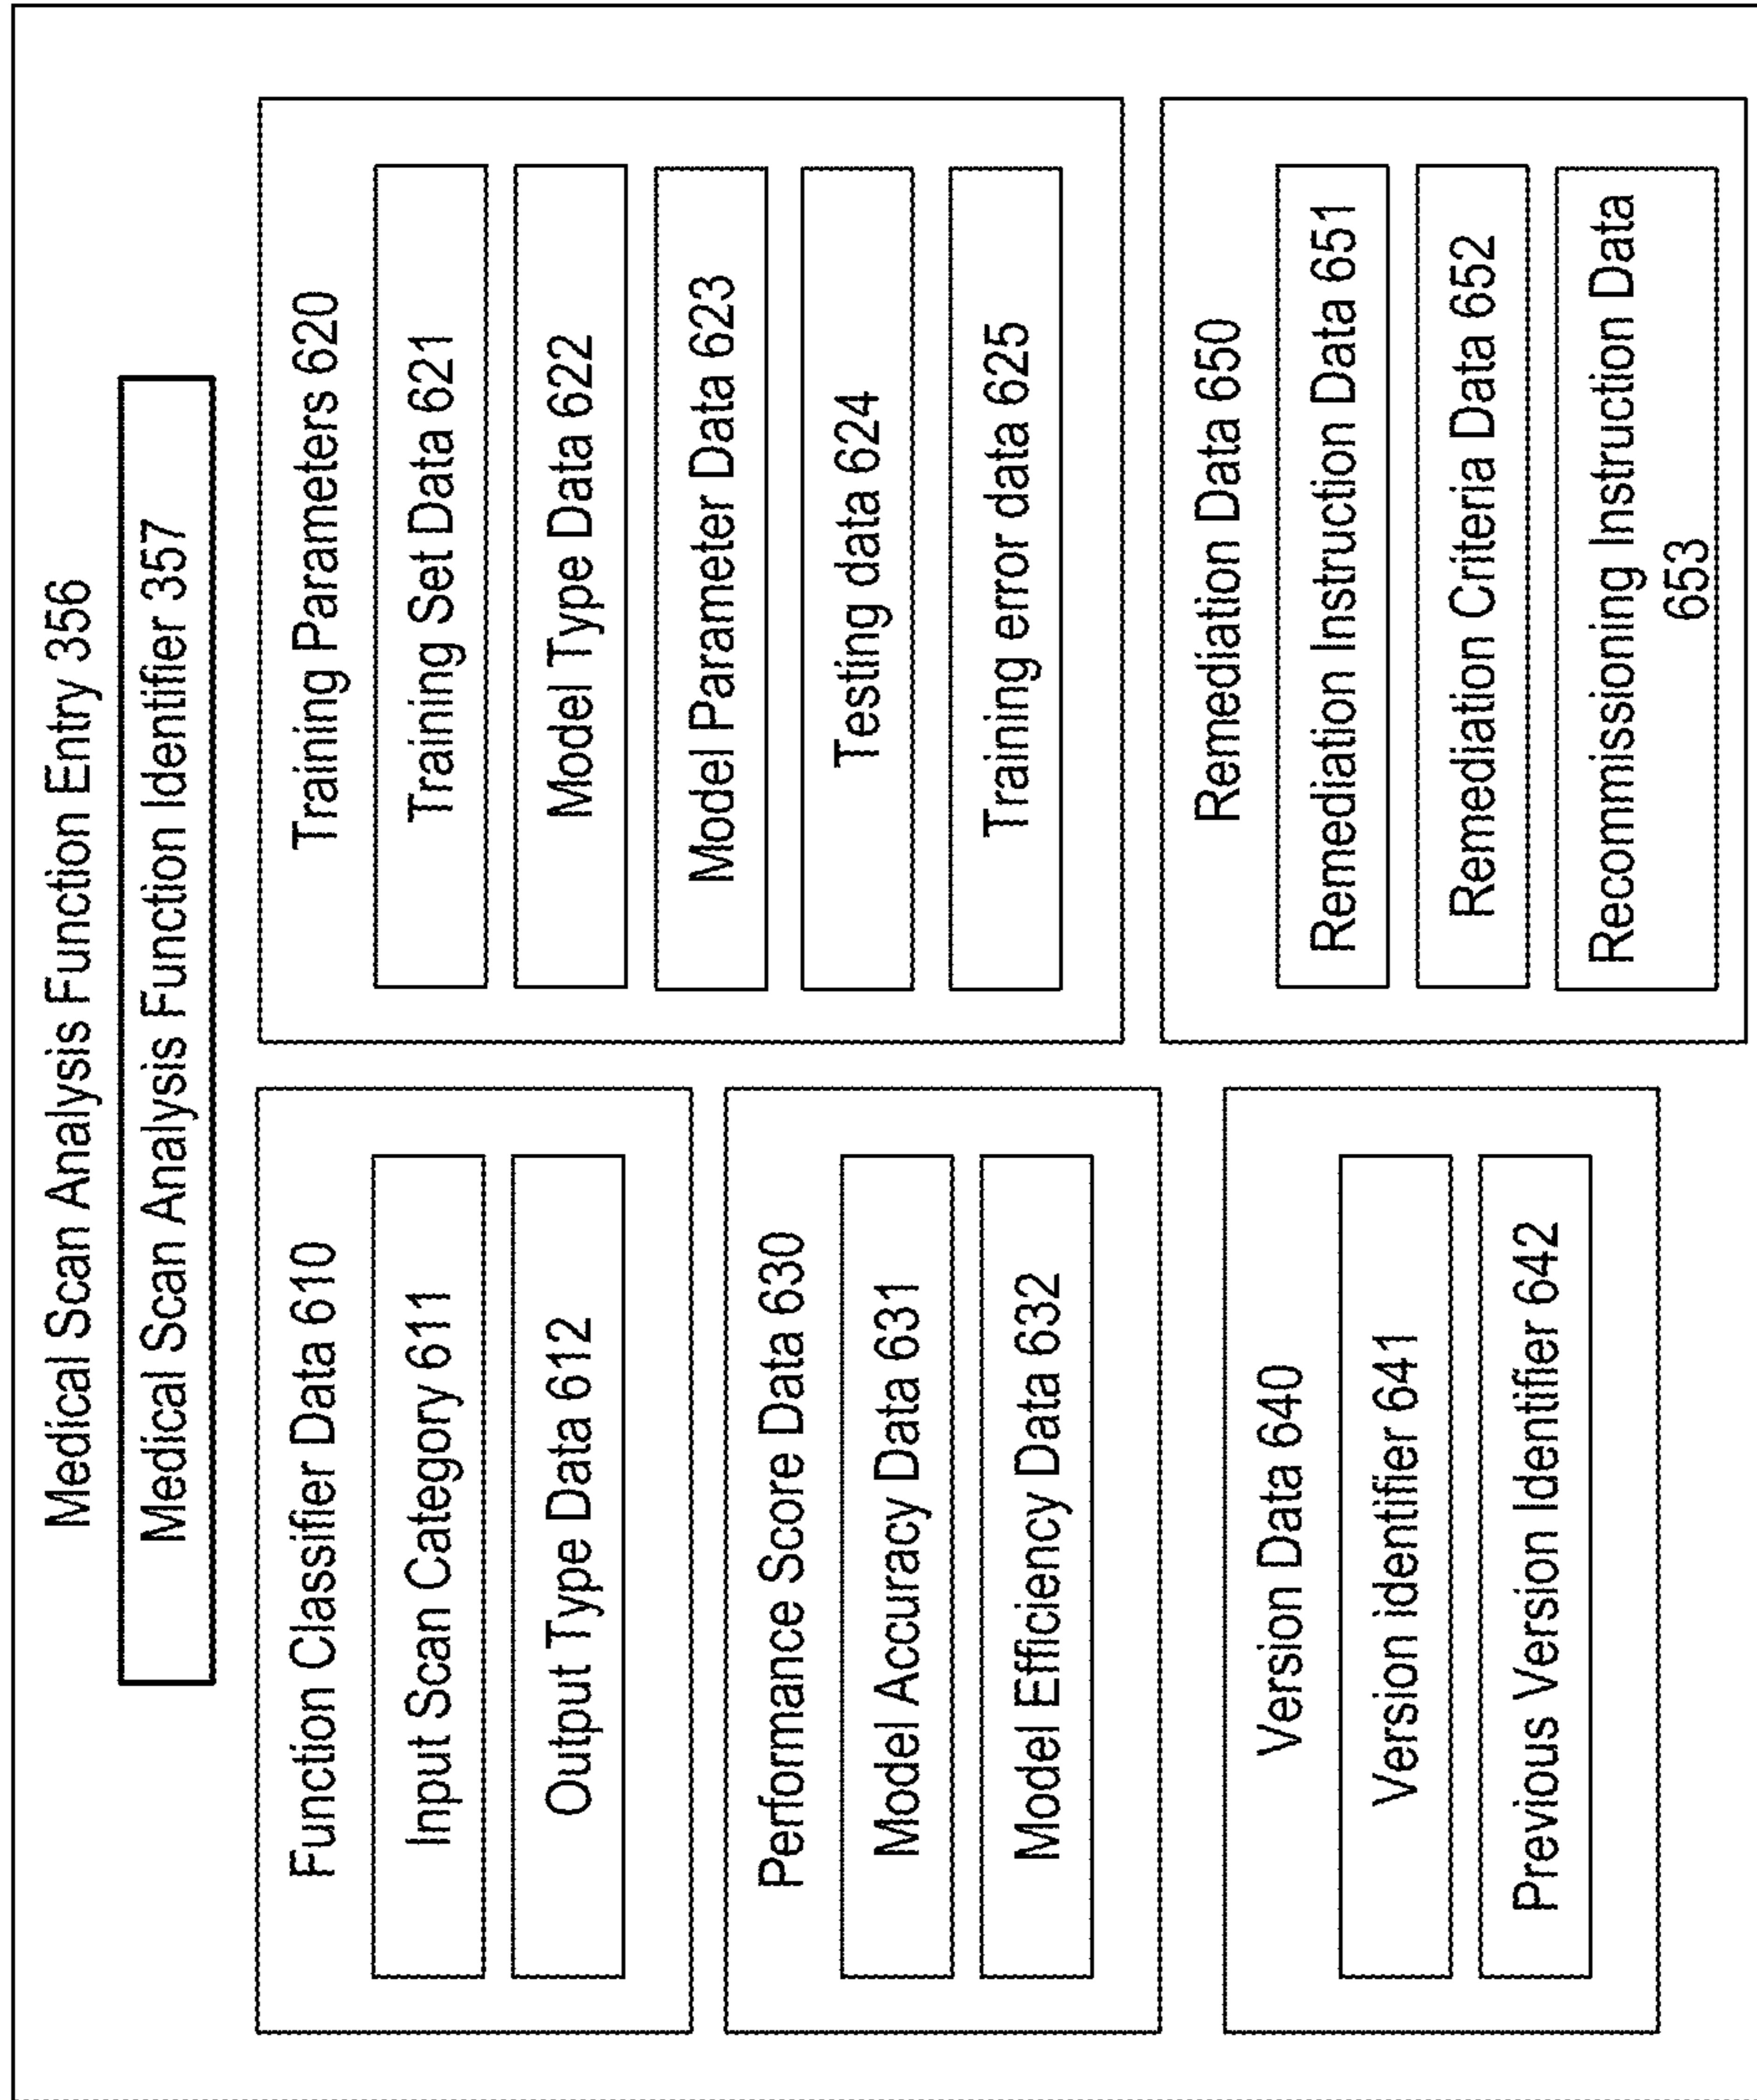 Medical Scan Analysis Function Entry 356
Medical Scan Analysis Function Identifier 357
Function Classifier Data 610
Input Scan Category 611
Output Type Data 612
Performance Score Data 630
Model Accuracy Data 631
Model Efficiency Data 632
Version Data 640
Version identifier 641
Previous Version Identifier 642
Training Parameters 620
Training Set Data 621
Model Type Data 622
Model Parameter Data 623
Testing data 624
Training error data 625
Remediation Data 650
Remediation Instruction Data 651
Remediation Criteria Data 652
Recommissioning Instruction Data
653